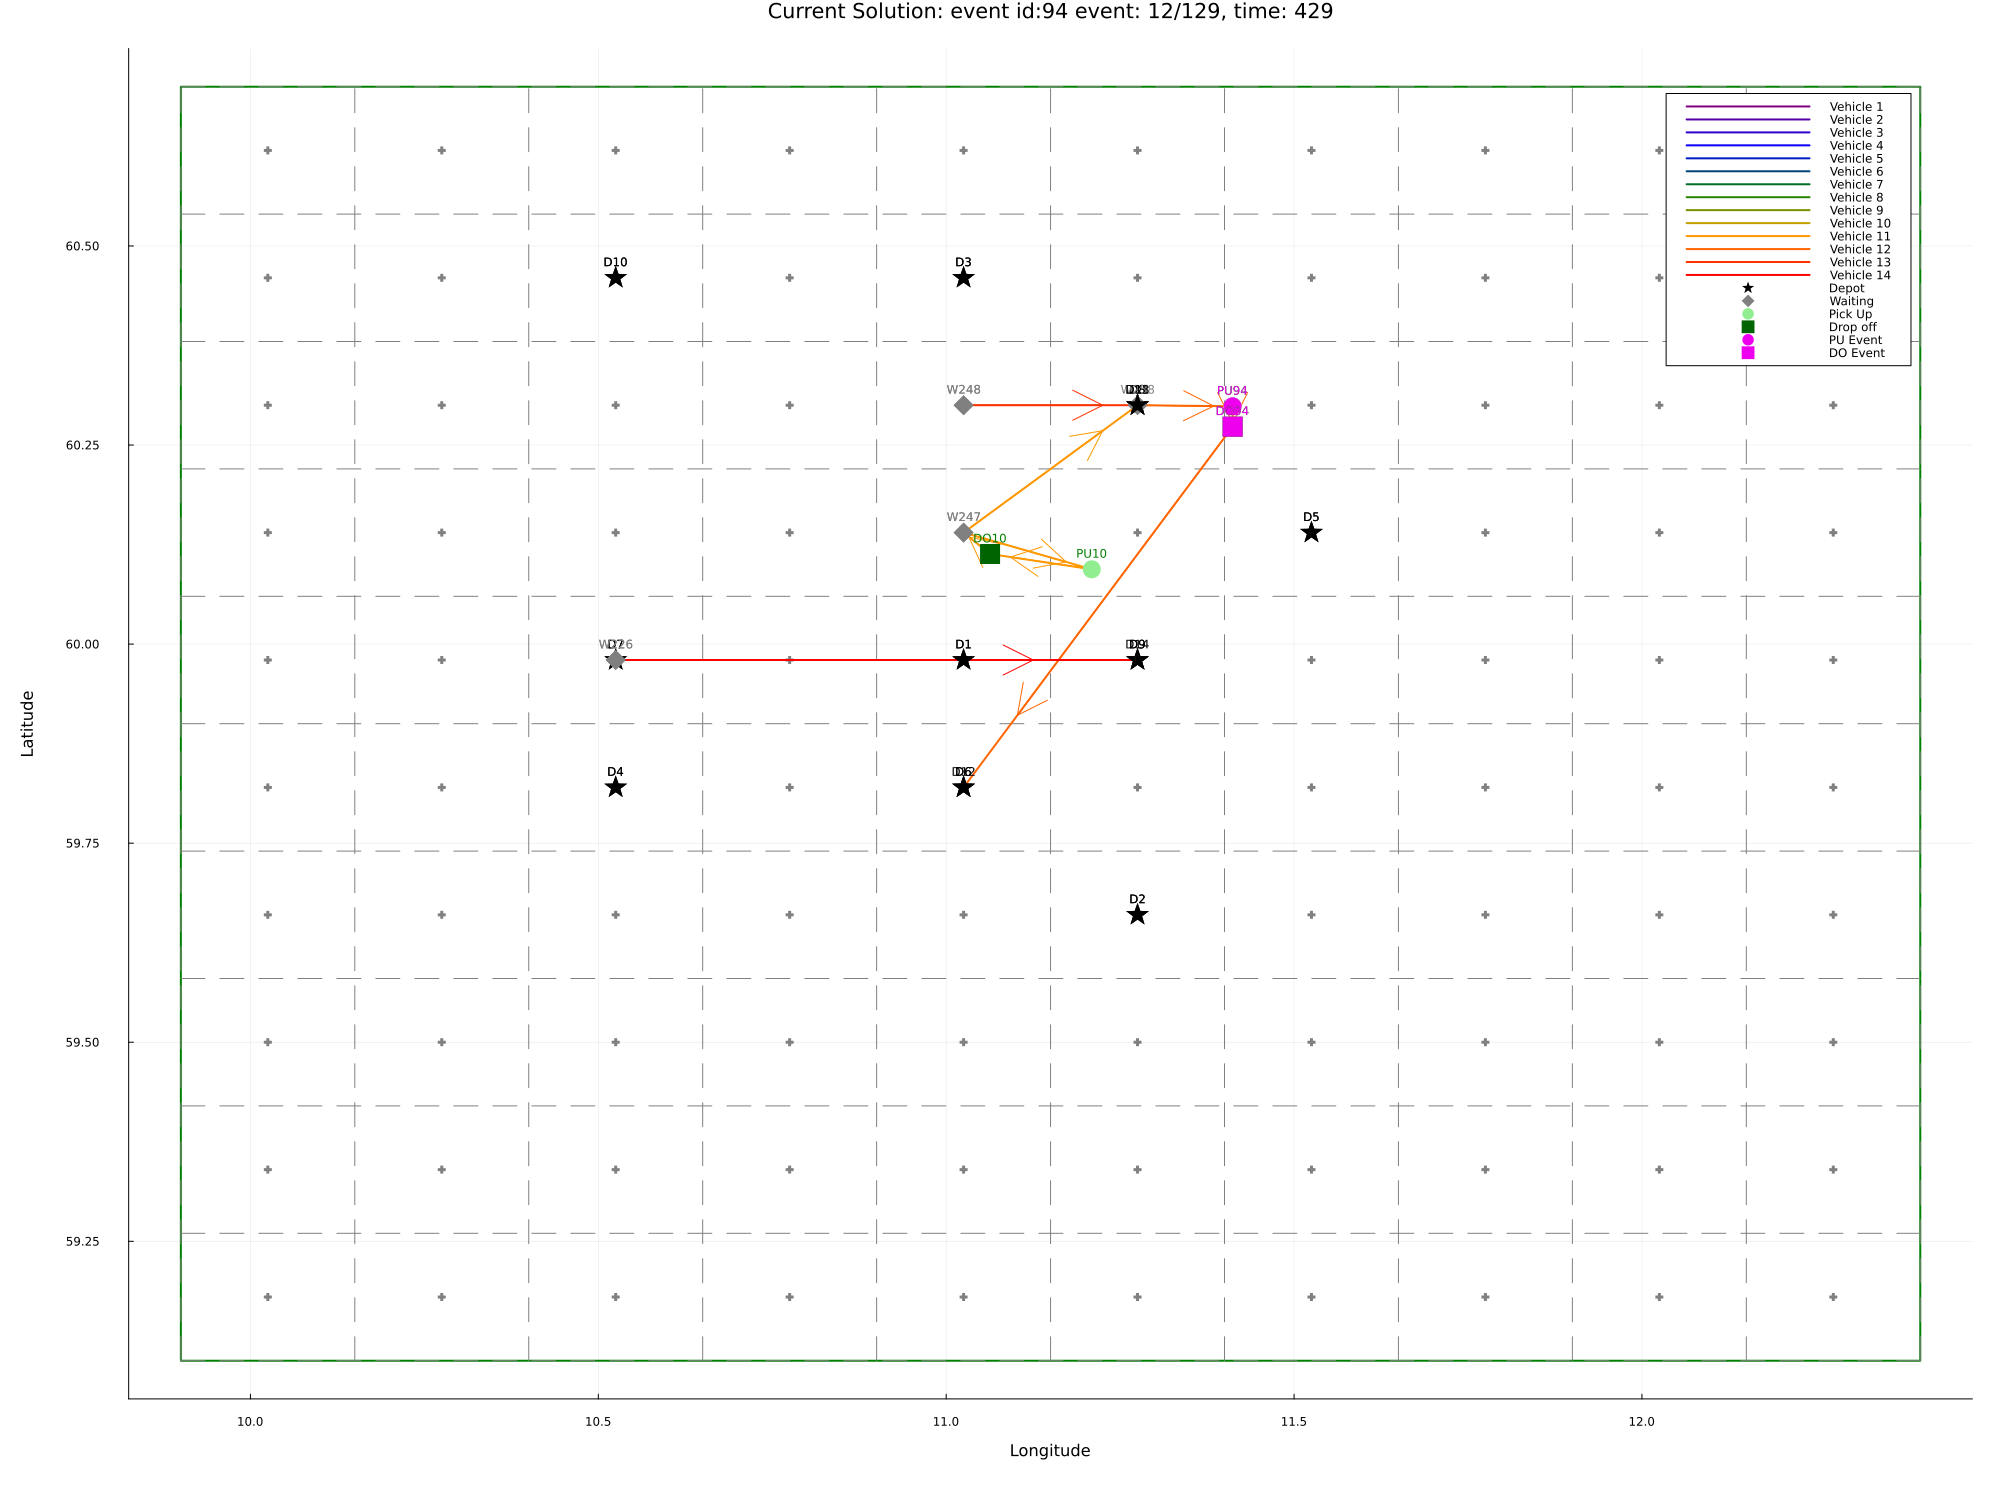 Current Solution: event id:94 event: 12/129, time: 429
Vehicle 1
Vehicle 2
Vehicle 3
Vehicle 4
Vehicle 5
Vehicle 6
Vehicle 7
Vehicle 8
Vehicle 9
Vehicle 10
Vehicle 11
Vehicle 12
Vehicle 13
Vehicle 14
Depot
Waiting
Pick Up
Drop off
PU Event
DO Event
60.50
60.25
60.00
59.75
59.50
59.25
D10
D3
W248
PU94
W247
D5
DO10
PU10
D1
D4
D2
10.0
10.5
11.0
11.5
12.0
Longitude
Latitude